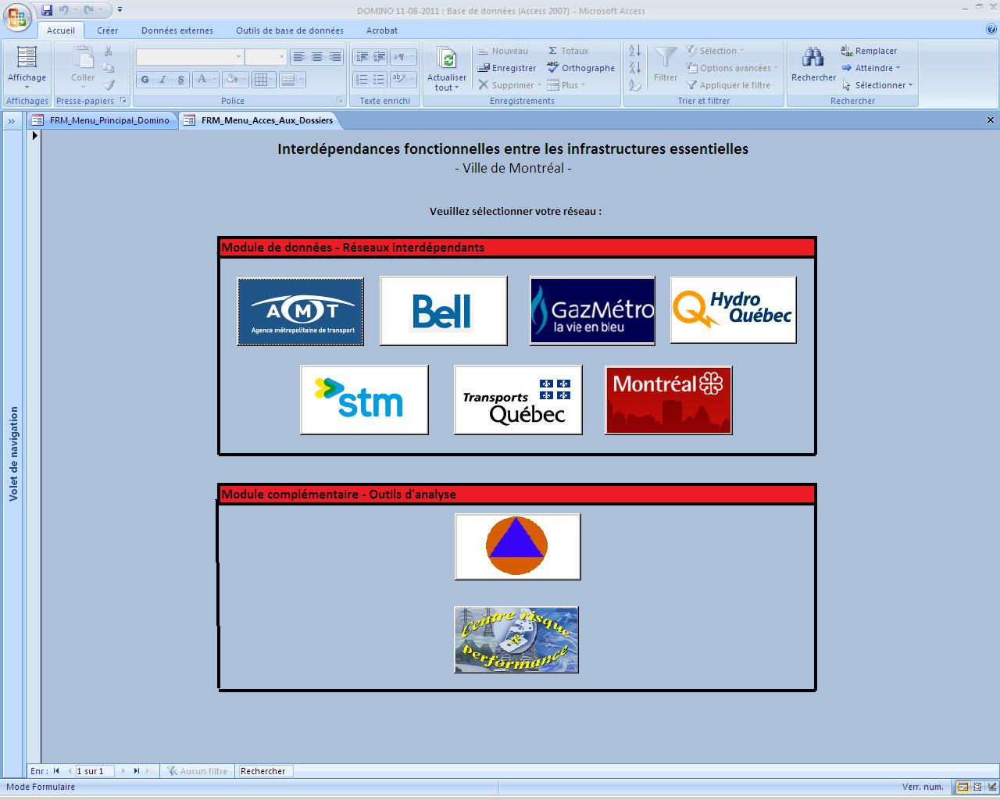 DOMINO 11-08-2011 : Base de données (Access 2007) - Microsoft Access
Accueil Créer Données externes Outils de base de données Acrobat
Affichage
Affichages
Coller
Presse-papiers
G I S A
Police
Texte enrichi
Actualiser tout
Nouveau
Enregistrer
Supprimer
Σ Totaux
ABC Orthographe
Plus
Enregistrements
Filtrer
Sélection
Options avancées
Appliquer le filtre
Trier et filtrer
Rechercher
Remplacer
Atteindre
Sélectionner
Rechercher
FRM_Menu_Principal_Domino FRM_Menu_Acces_Aux_Dossiers
Volet de navigation
Interdépendances fonctionnelles entre les infrastructures essentielles
- Ville de Montréal -
Veuillez sélectionner votre réseau :
Module de données - Réseaux interdépendants
AMT
Agence métropolitaine de transport
Bell
GazMétro
la vie en bleu
Hydro
Québec
stm
Transports
Québec
Montréal
Module complémentaire - Outils d'analyse
Centre risque
&
performance
Enr : 1 sur 1 Aucun filtre Rechercher
Mode Formulaire Verr. num.